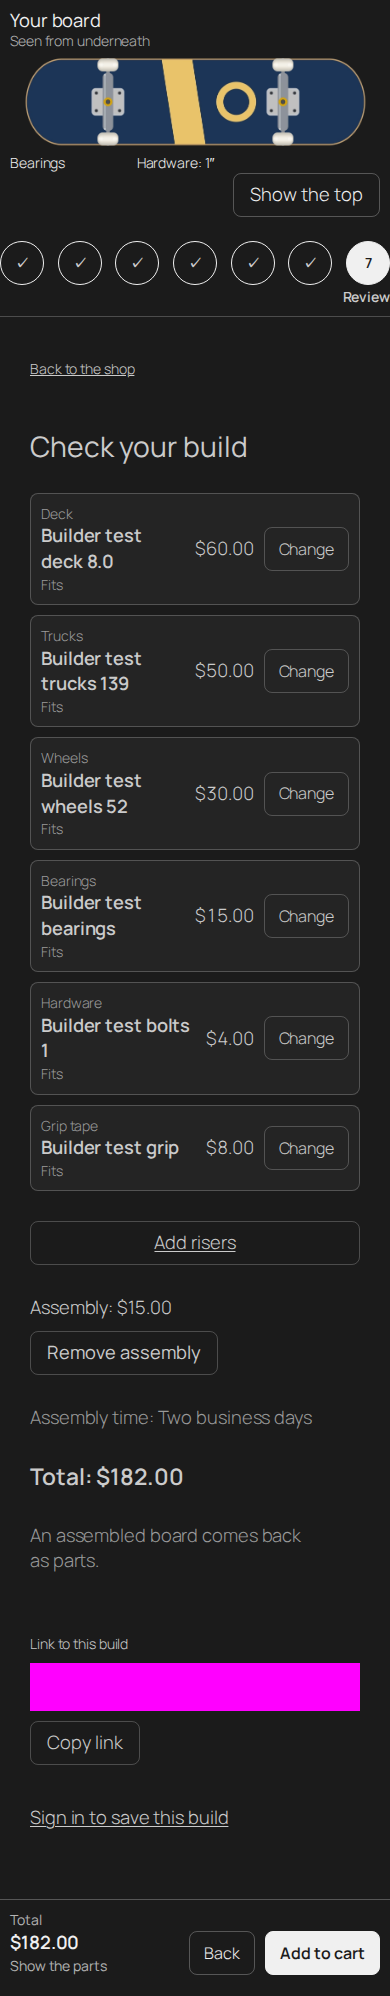 Your board
Seen from underneath
Bearings
Hardware: 1″
Show the top
✓ ✓ ✓ ✓ ✓ ✓ 7
Review
Back to the shop
Check your build
Deck
Builder test
deck 8.0
$60.00
Change
Fits
Trucks
Builder test
trucks 139
$50.00
Change
Fits
Wheels
Builder test
wheels 52
$30.00
Change
Fits
Bearings
Builder test
bearings
$15.00
Change
Fits
Hardware
Builder test bolts
1
$4.00
Change
Fits
Grip tape
Builder test grip
$8.00
Change
Fits
Add risers
Assembly: $15.00
Remove assembly
Assembly time: Two business days
Total: $182.00
An assembled board comes back
as parts.
Link to this build
Copy link
Sign in to save this build
Total
$182.00
Show the parts
Back
Add to cart